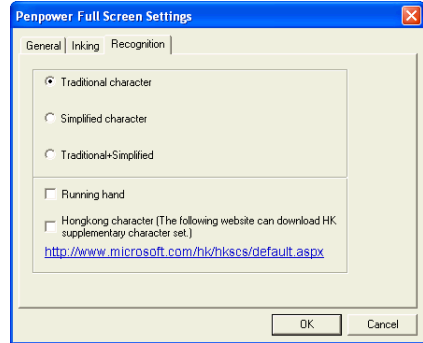 Penpower Full Screen Settings
General Inking Recognition
Traditional character
Simplified character
Traditional+Simplified
Running hand
Hongkong character (The following website can download HK
supplementary character set.)
http://www.microsoft.com/hk/hkscs/default.aspx
OK Cancel